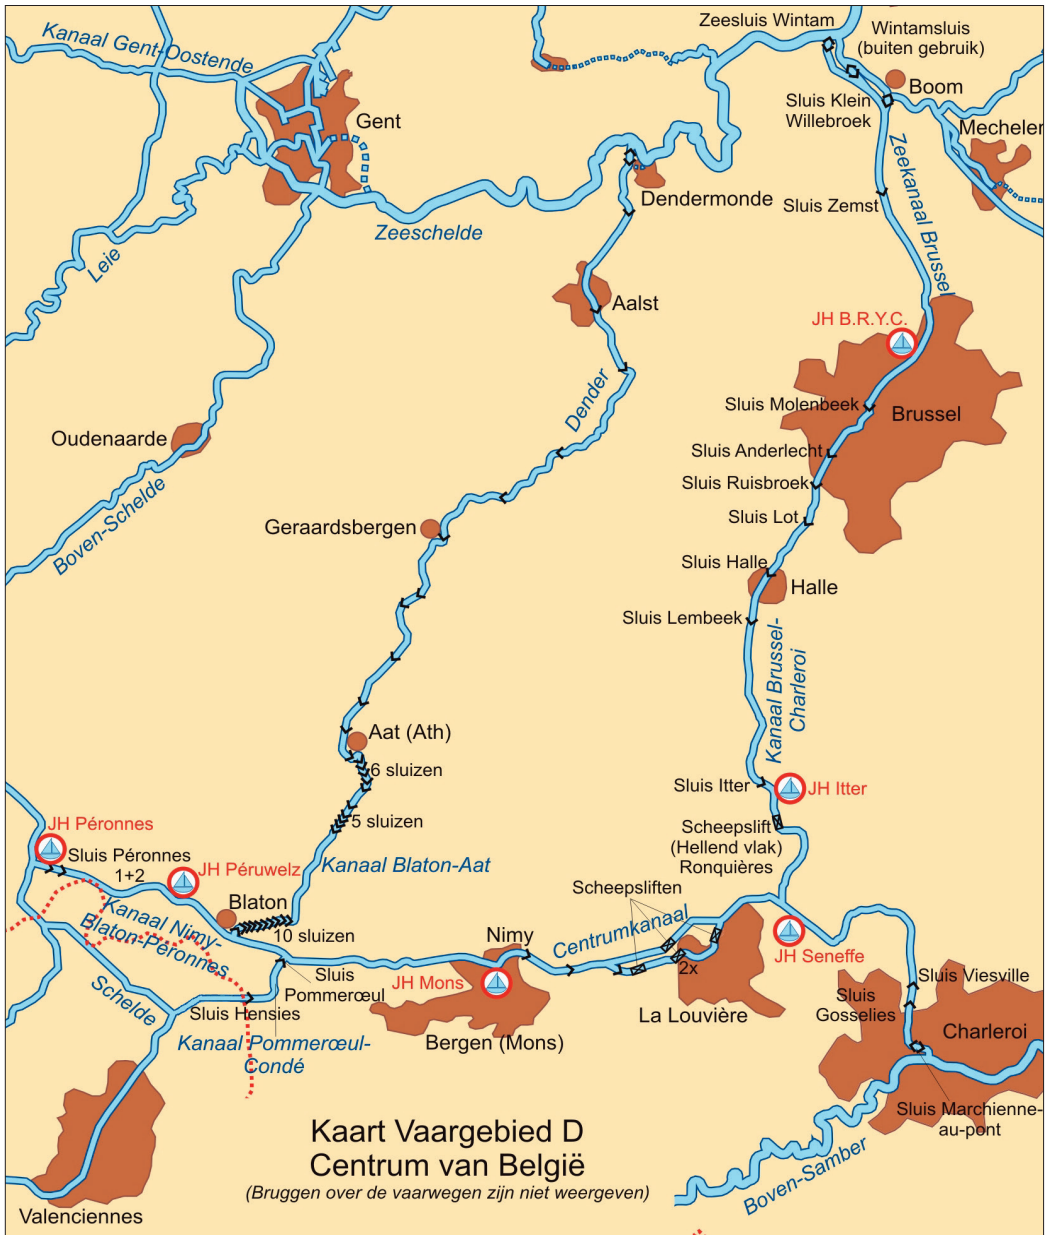 Zeesluis Wintam
Wintamsluis
(buiten gebruik)
Kanaal Gent-Oostende
Boom
Sluis Klein
Willebroek
Gent
Mechelen
Zeekanaal Brussel
Dendermonde
Sluis Zemst
Zeeschelde
Leie
Aalst
JH B.R.Y.C.
Dender
Sluis Molenbeek
Brussel
Oudenaarde
Sluis Anderlecht
Sluis Ruisbroek
Boven-Schelde
Sluis Lot
Geraardsbergen
Sluis Halle
Halle
Sluis Lembeek
Kanaal Brussel-
Charleroi
Aat (Ath)
6 sluizen
Sluis Itter
JH Itter
5 sluizen
JH Péronnes
Scheepslift
(Hellend vlak)
Ronquières
Sluis Péronnes
1+2
JH Péruwelz
Kanaal Blaton-Aat
Scheepsliften
Blaton
Kanaal Nimy-
Blaton-Péronnes
10 sluizen
Nimy
Centrumkanaal
JH Seneffe
2x
Sluis
Pommerœul
JH Mons
Sluis Viesville
Schelde
Sluis Hensies
Sluis
Gosselies
La Louvière
Charleroi
Kanaal Pommerœul-
Condé
Bergen (Mons)
Sluis Marchienne-
au-pont
Kaart Vaargebied D
Centrum van België
(Bruggen over de vaarwegen zijn niet weergeven)
Boven-Samber
Valenciennes